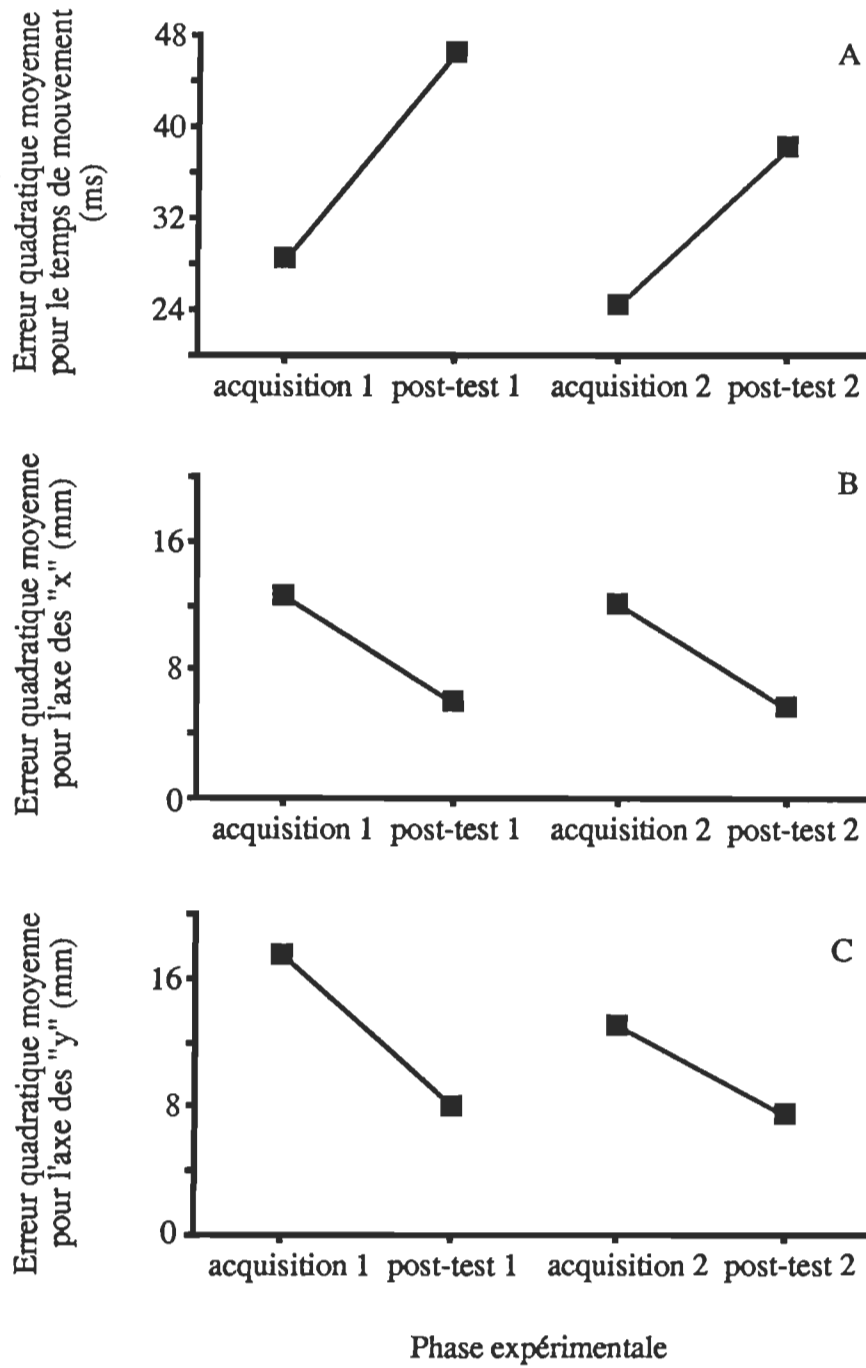 Erreur quadratique moyenne
pour le temps de mouvement
(ms)
48
40
32
24
A
acquisition 1 post-test 1 acquisition 2 post-test 2
Erreur quadratique moyenne
pour l'axe des "x" (mm)
16
8
0
B
acquisition 1 post-test 1 acquisition 2 post-test 2
Erreur quadratique moyenne
pour l'axe des "y" (mm)
16
8
0
C
acquisition 1 post-test 1 acquisition 2 post-test 2
Phase expérimentale